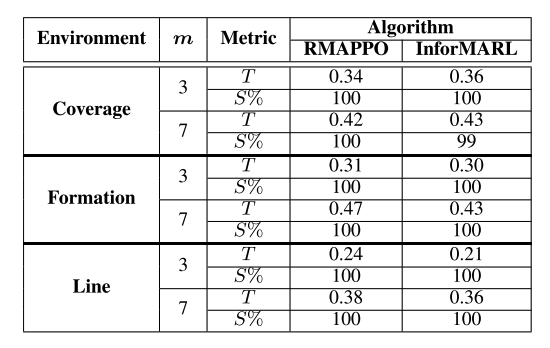 Environment m Metric Algorithm
RMAPPO InforMARL
Coverage 3 T 0.34 0.36
S% 100 100
7 T 0.42 0.43
S% 100 99
Formation 3 T 0.31 0.30
S% 100 100
7 T 0.47 0.43
S% 100 100
Line 3 T 0.24 0.21
S% 100 100
7 T 0.38 0.36
S% 100 100